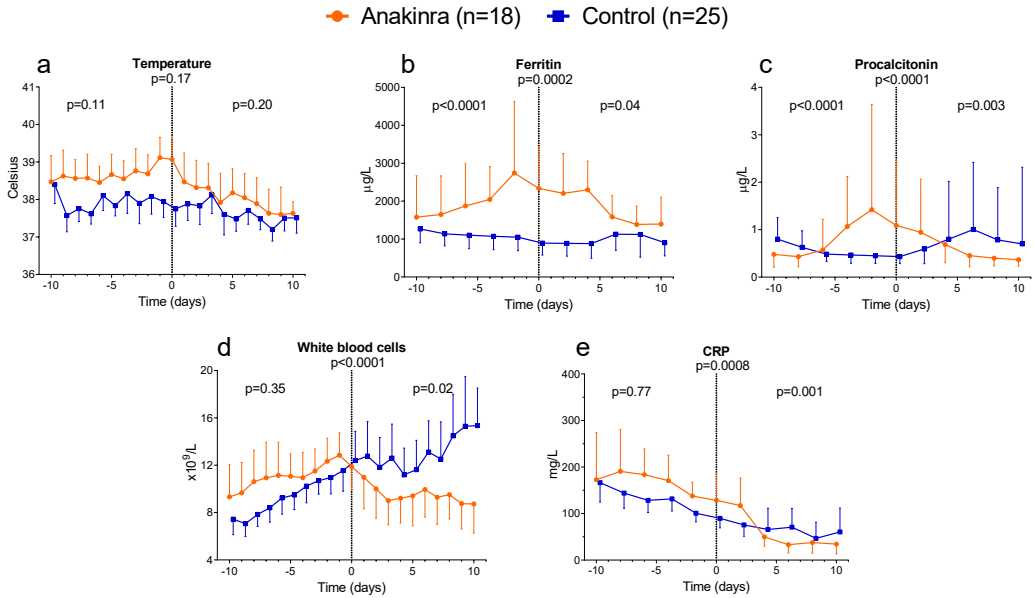 Anakinra (n=18) Control (n=25)
a
Temperature
p=0.17
p=0.11
p=0.20
41
40
39
38
37
36
Celsius
-10 -5 0 5 10
Time (days)
b
Ferritin
p=0.0002
p<0.0001
p=0.04
5000
4000
3000
2000
1000
0
µg/L
-10 -5 0 5 10
Time (days)
c
Procalcitonin
p<0.0001
p<0.0001
p=0.003
4
3
2
1
0
µg/L
-10 -5 0 5 10
Time (days)
d
White blood cells
p<0.0001
p=0.35
p=0.02
20
16
12
8
4
x10⁹/L
-10 -5 0 5 10
Time (days)
e
CRP
p=0.0008
p=0.77
p=0.001
400
300
200
100
0
mg/L
-10 -5 0 5 10
Time (days)